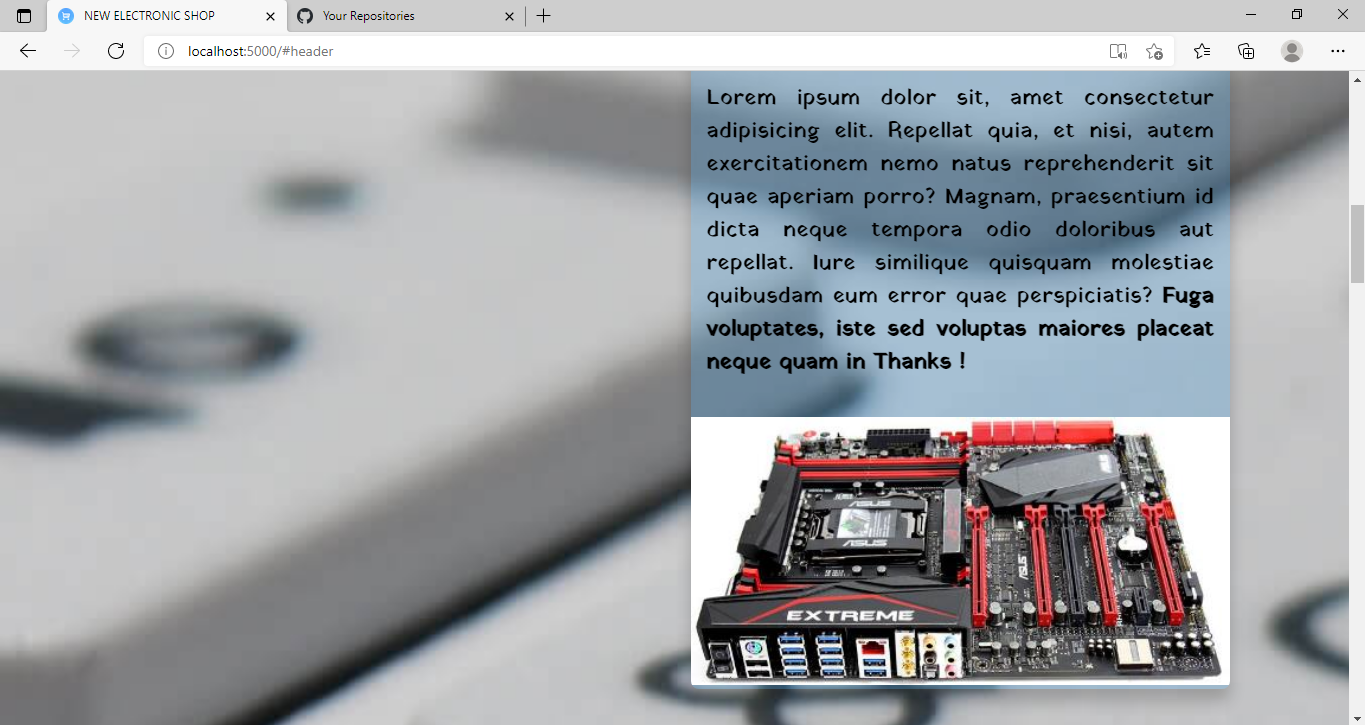 NEW ELECTRONIC SHOP
Your Repositories
localhost:5000/#header
Lorem ipsum dolor sit, amet consectetur
adipisicing elit. Repellat quia, et nisi, autem
exercitationem nemo natus reprehenderit sit
quae aperiam porro? Magnam, praesentium id
dicta neque tempora odio doloribus aut
repellat. Iure similique quisquam molestiae
quibusdam eum error quae perspiciatis? Fuga
voluptates, iste sed voluptas maiores placeat
neque quam in Thanks !
ASUS
ASUS
ASUS
EXTREME